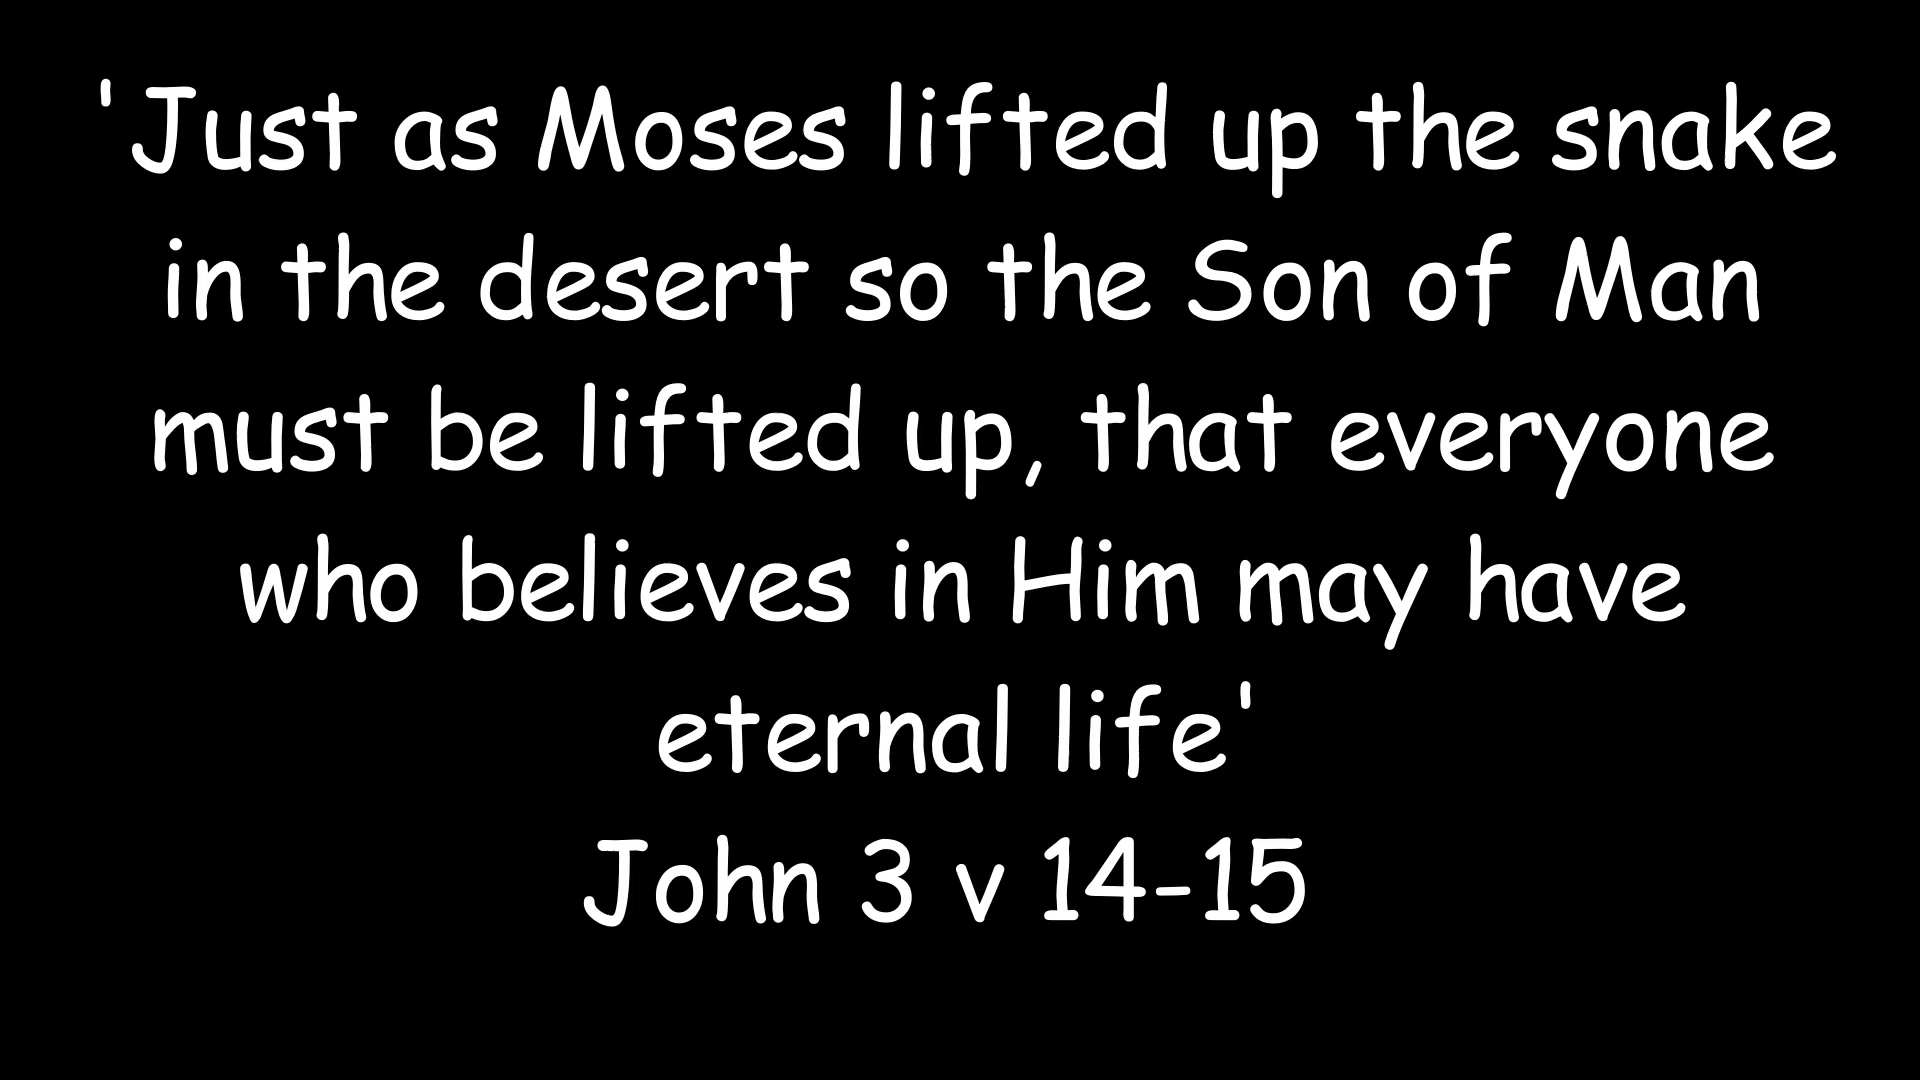 'Just as Moses lifted up the snake
in the desert so the Son of Man
must be lifted up, that everyone
who believes in Him may have
eternal life'
John 3 v 14-15